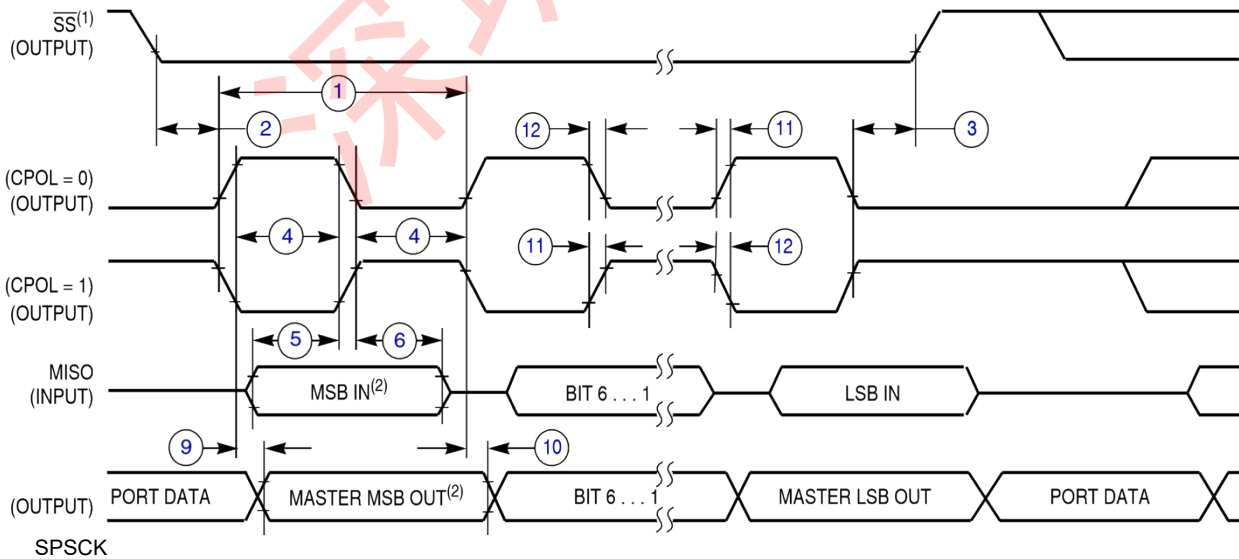 SS(1)
(OUTPUT)
1
2
12
11
3
(CPOL = 0)
(OUTPUT)
4
4
11
12
(CPOL = 1)
(OUTPUT)
5
6
MISO
(INPUT)
MSB IN(2)
BIT 6 . . . 1
LSB IN
9
10
(OUTPUT)
PORT DATA
MASTER MSB OUT(2)
BIT 6 . . . 1
MASTER LSB OUT
PORT DATA
SPSCK
深